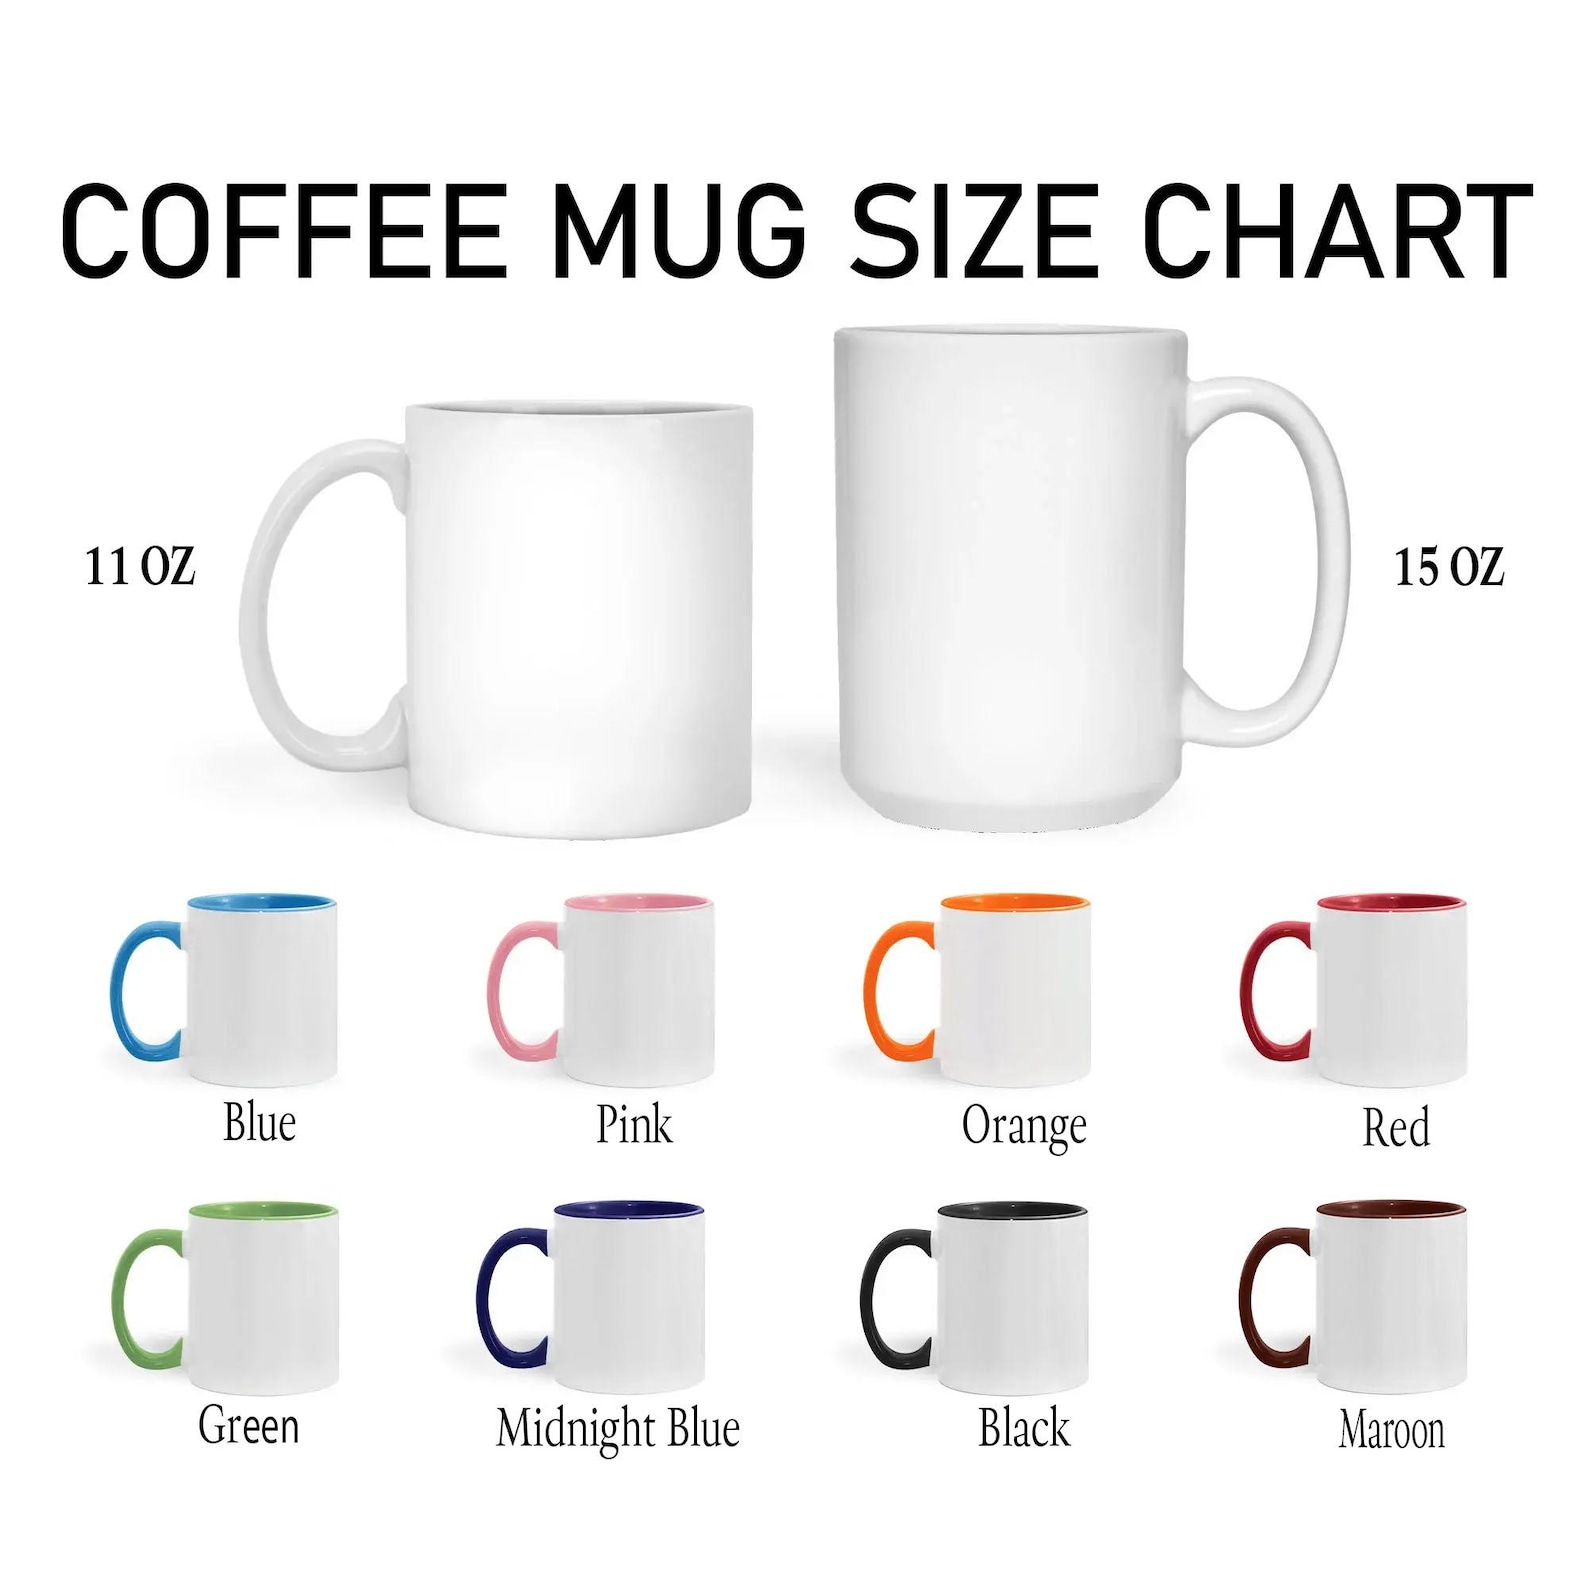 COFFEE MUG SIZE CHART
11 OZ
15 OZ
Blue
Pink
Orange
Red
Green
Midnight Blue
Black
Maroon